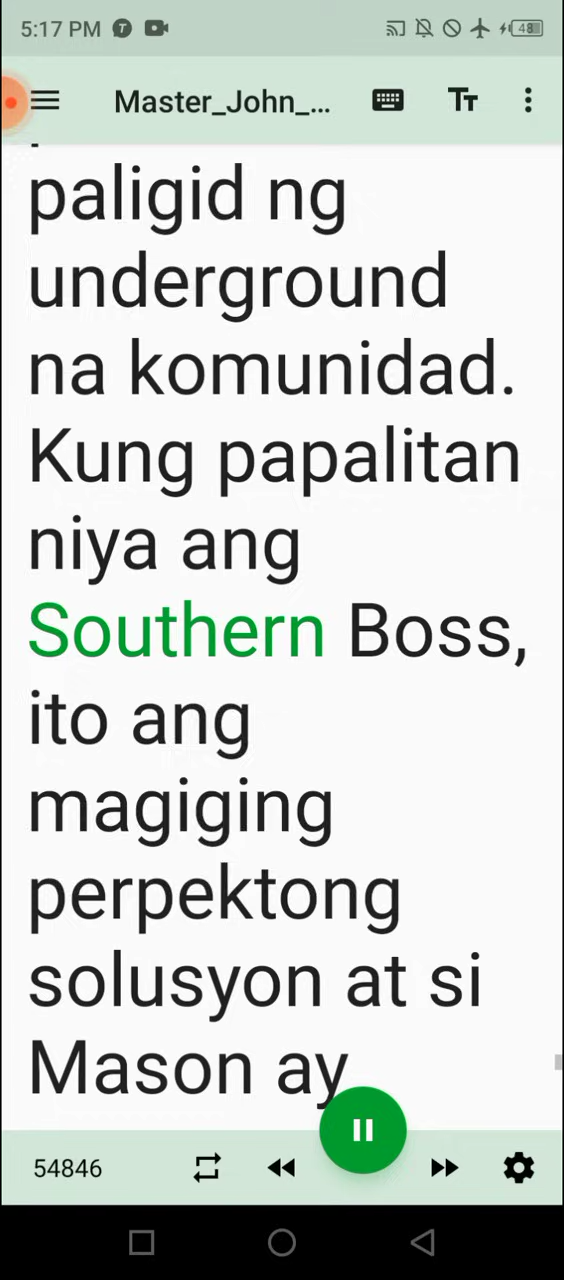 5:17 PM
48
Master_John_...
paligid ng
underground
na komunidad.
Kung papalitan
niya ang
Southern Boss,
ito ang
magiging
perpektong
solusyon at si
Mason ay
54846